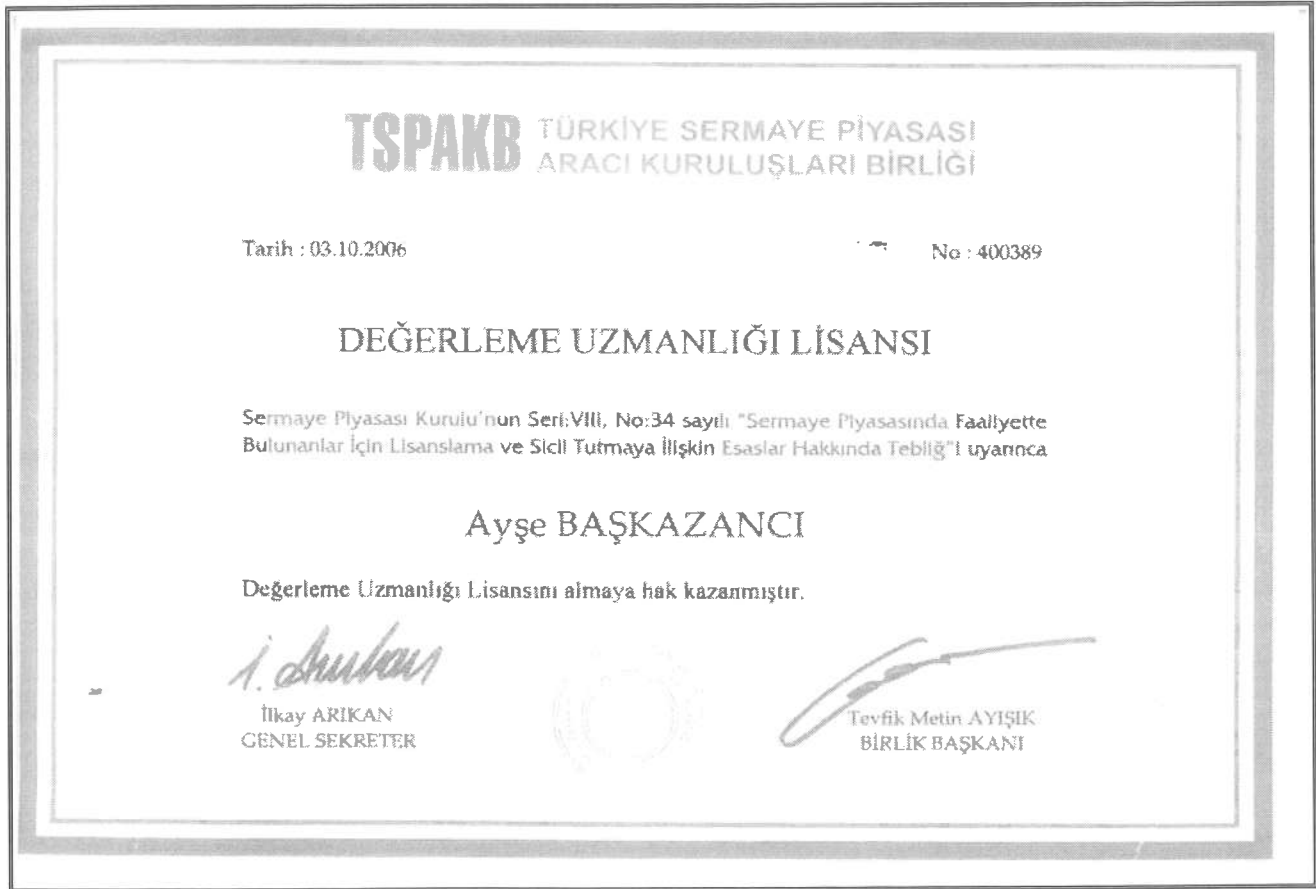 TSPAKB TÜRKİYE SERMAYE PİYASASI
ARACI KURULUŞLARI BİRLİĞİ
Tarih : 03.10.2006 No : 400389
DEĞERLEME UZMANLIĞI LİSANSI
Sermaye Piyasası Kurulu'nun Seri:VIII, No:34 sayılı "Sermaye Piyasasında Faaliyette
Bulunanlar İçin Lisanslama ve Sicil Tutmaya İlişkin Esaslar Hakkında Tebliğ"i uyarınca
Ayşe BAŞKAZANCI
Değerleme Uzmanlığı Lisansını almaya hak kazanmıştır.
İlkay ARIKAN
GENEL SEKRETER
Tevfik Metin AYIŞIK
BİRLİK BAŞKANI